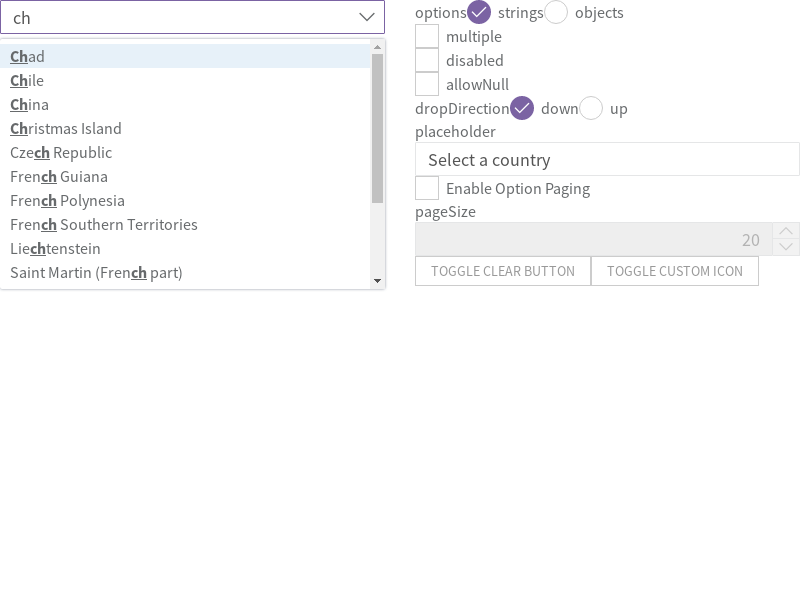 ch
Chad
Chile
China
Christmas Island
Czech Republic
French Guiana
French Polynesia
French Southern Territories
Liechtenstein
Saint Martin (French part)
options strings objects
multiple
disabled
allowNull
dropDirection down up
placeholder
Select a country
Enable Option Paging
pageSize
20
TOGGLE CLEAR BUTTON TOGGLE CUSTOM ICON